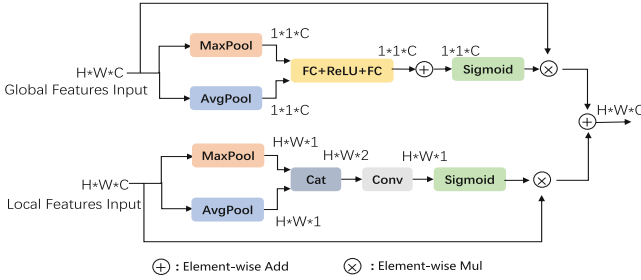 1*1*C
MaxPool
1*1*C
1*1*C
H*W*C
FC+ReLU+FC
Sigmoid
Global Features Input
AvgPool
1*1*C
H*W*C
H*W*1
MaxPool
H*W*2
H*W*1
H*W*C
Cat
Conv
Sigmoid
Local Features Input
AvgPool
H*W*1
: Element-wise Add
: Element-wise Mul